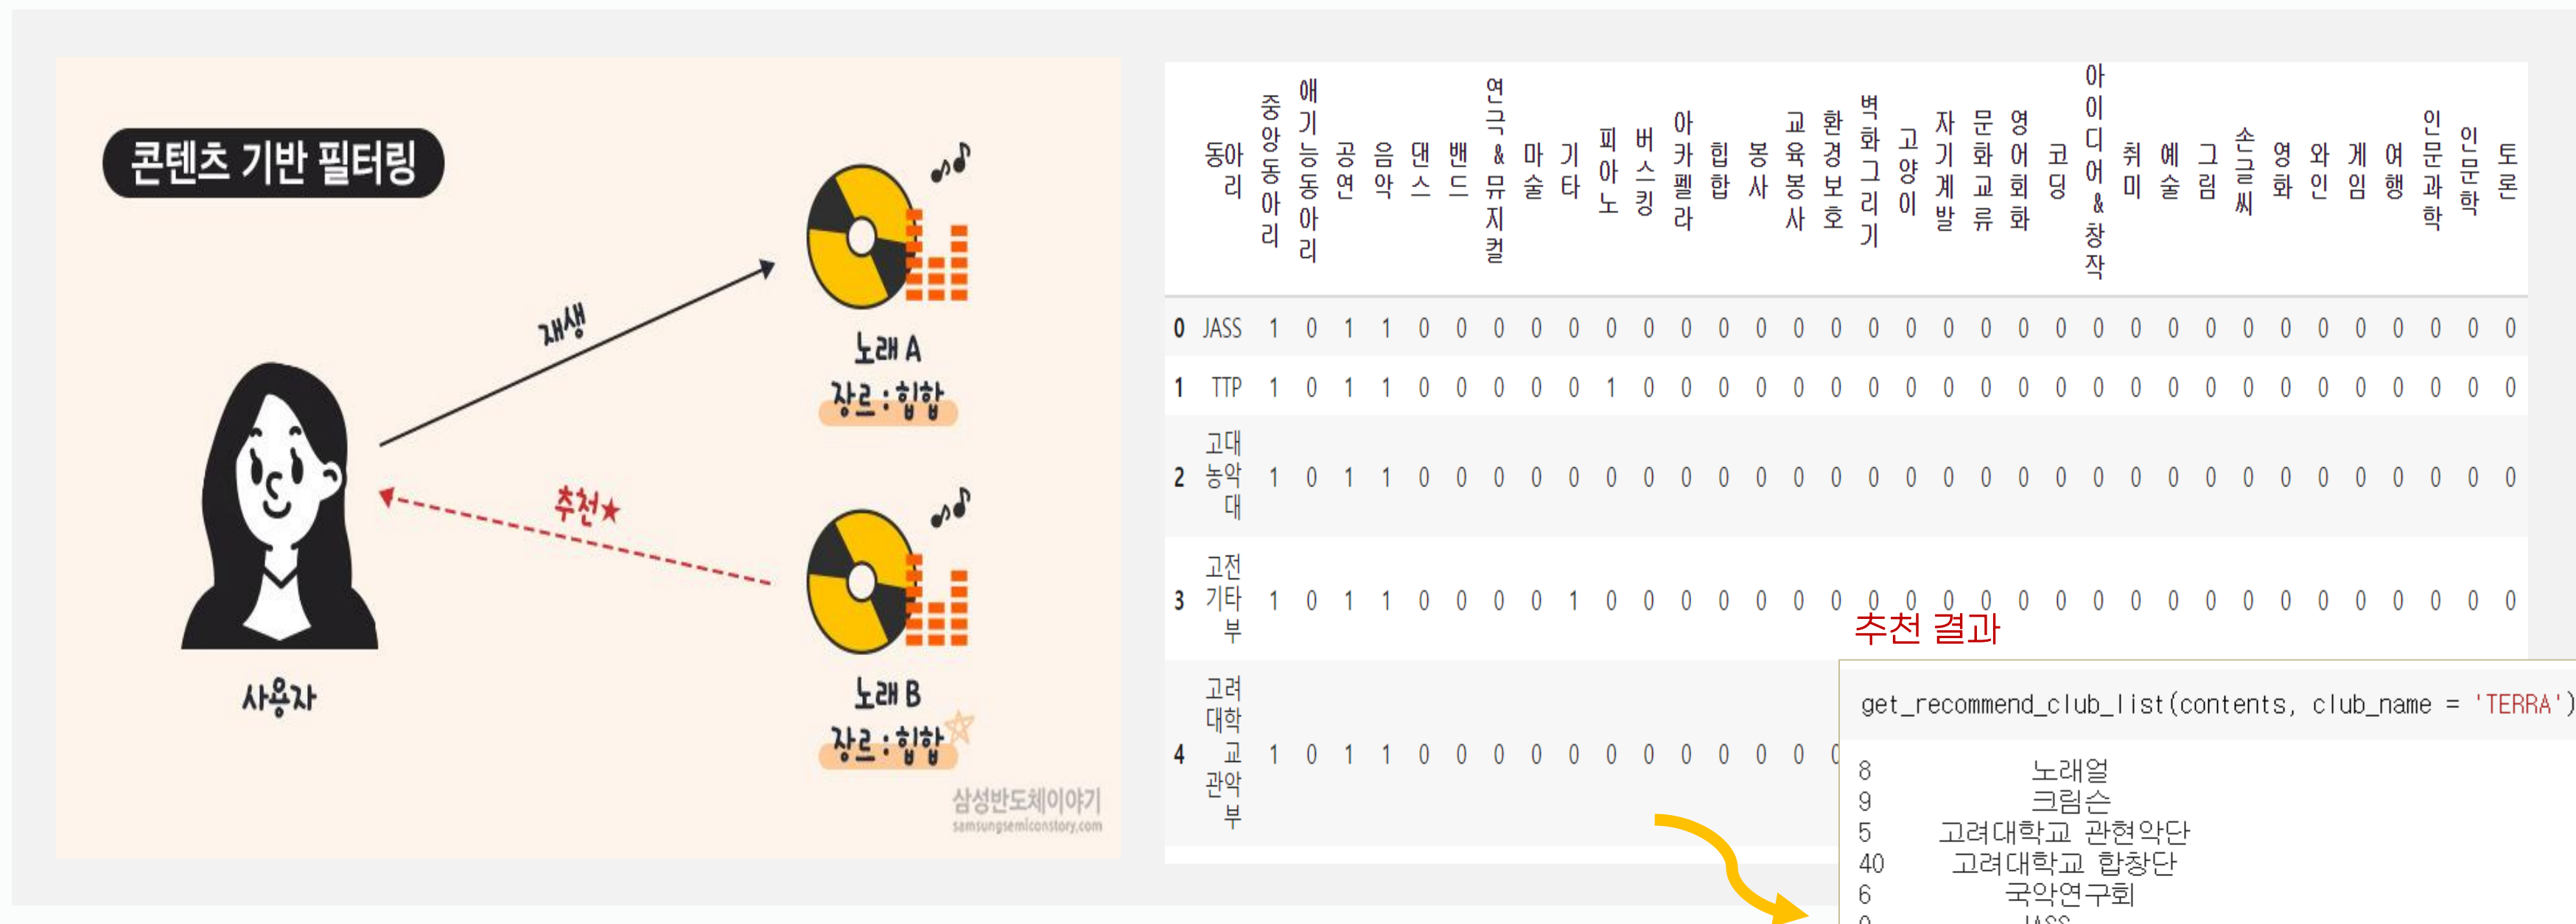 콘텐츠 기반 필터링
재생
노래 A
장르 : 힙합
추천★
사용자
노래 B
장르 : 힙합
삼성반도체이야기
samsungsemiconstory.com
동아리 중앙동아리 애기능동아리 공연 음악 댄스 밴드 연극&뮤지컬 마술 기타 피아노 버스킹 아카펠라 힙합 봉사 교육봉사 환경보호 벽화그리기 고양이 자기계발 문화교류 영어회화 코딩 아이디어&창작 취미 예술 그림 손글씨 영화 와인 게임 여행 인문과학 인문학 토론
0 JASS 1 0 1 1 0 0 0 0 0 0 0 0 0 0 0 0 0 0 0 0 0 0 0 0 0 0 0 0 0 0 0 0 0 0
1 TTP 1 0 1 1 0 0 0 0 0 1 0 0 0 0 0 0 0 0 0 0 0 0 0 0 0 0 0 0 0 0 0 0 0 0
2 고대농악대 1 0 1 1 0 0 0 0 0 0 0 0 0 0 0 0 0 0 0 0 0 0 0 0 0 0 0 0 0 0 0 0 0 0
3 고전기타부 1 0 1 1 0 0 0 0 1 0 0 0 0 0 0 0 0 0 0 0 0 0 0 0 0 0 0 0 0 0 0 0 0 0
4 고려대학교관악부 1 0 1 1 0 0 0 0 0 0 0 0 0 0 0 0
추천 결과
get_recommend_club_list(contents, club_name = 'TERRA')
8 노래얼
9 크림슨
5 고려대학교 관현악단
40 고려대학교 합창단
6 국악연구회
0 JASS